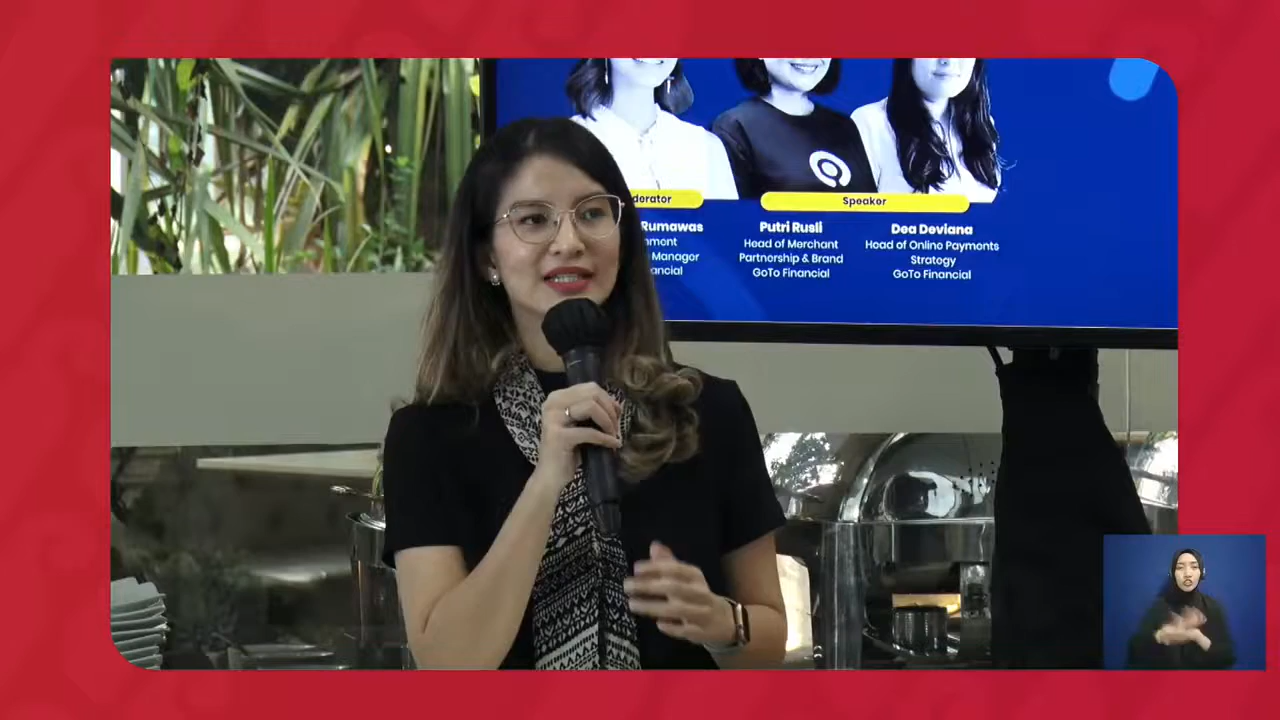 derator
Speaker
Rumawas
nment
Manager
ancial
Putri Rusli
Head of Merchant
Partnership & Brand
GoTo Financial
Dea Deviana
Head of Online Payments
Strategy
GoTo Financial